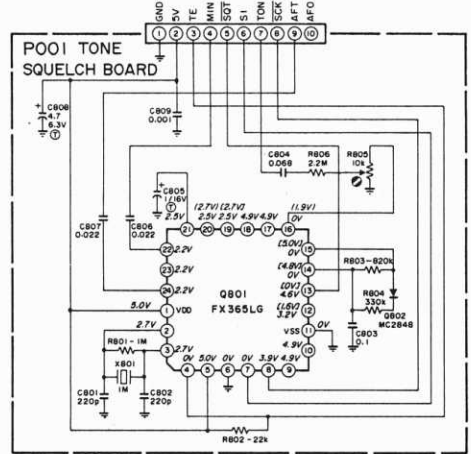 GND
5V
TE
MIN
SQT
SI
TON
SCK
AFT
AFO
1 2 3 4 5 6 7 8 9 10
P001 TONE
SQUELCH BOARD
C808
4.7
6.3V
T
C809
0.001
C804
0.068
R806
2.2M
R805
10k
C805
1/16V
T
C807
0.022
C806
0.022
2.5V
(2.7V) (2.7V)
2.5V 2.5V (4.9V) 4.9V 4.9V
(1.9V)
0V
21 20 19 18 17 16
22 2.2V
23 2.2V
24 2.2V
5.0V 1 VDD
2.7V 2
3 2.7V
Q801
FX365LG
(5.0V) 15
0V
(4.8V) 14
0V
(0V) 13
4.6V
(1.6V) 12
3.2V
VSS 11 0V
4.9V 10
R803-820k
R804
330k
Q802
MC2848
C803
0.1
R801-1M
X801
1M
C801
220p
C802
220p
0V 5.0V 0V 0V 3.9V 4.9V
4 5 6 7 8 9
R802-22k